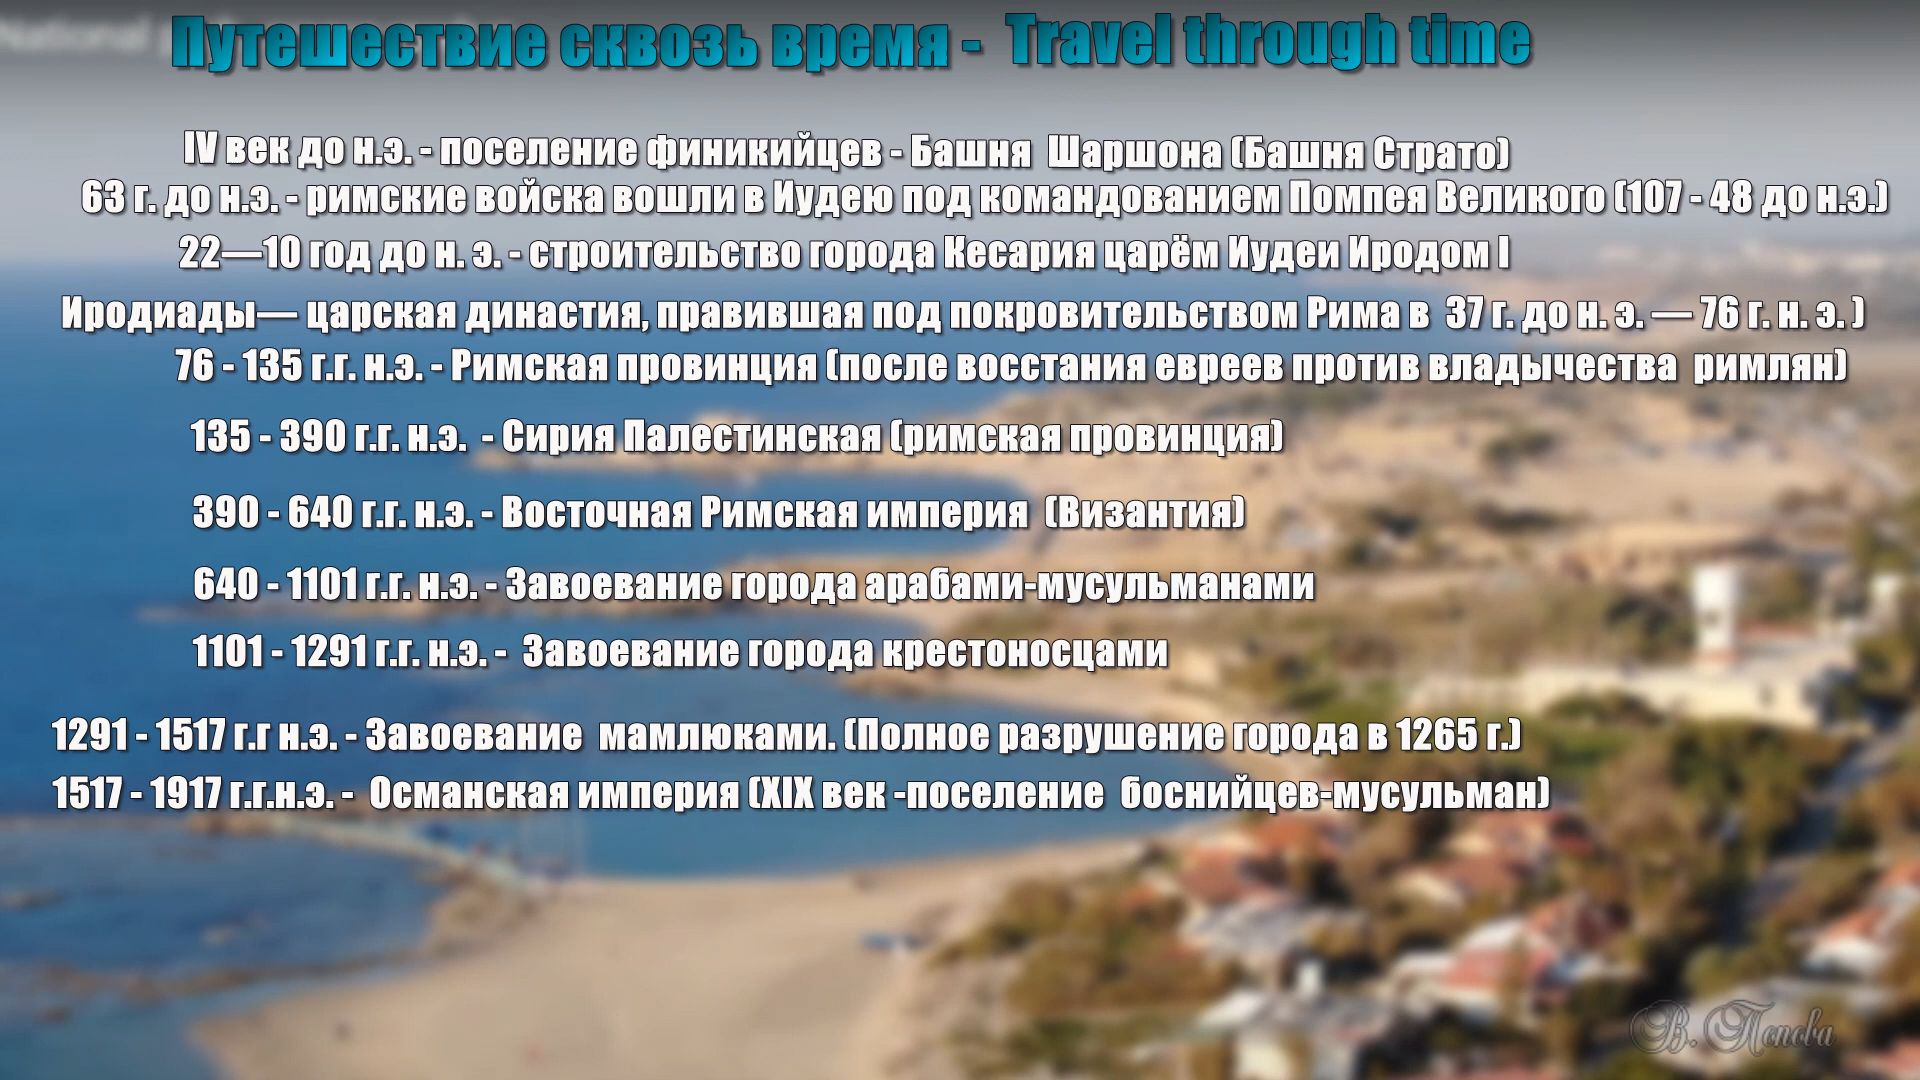 National
Путешествие сквозь время - Travel through time
IV век до н.э. - поселение финикийцев - Башня Шаршона (Башня Страто)
63 г. до н.э. - римские войска вошли в Иудею под командованием Помпея Великого (107 - 48 до н.э.)
22—10 год до н. э. - строительство города Кесария царём Иудеи Иродом I
Иродиады— царская династия, правившая под покровительством Рима в 37 г. до н. э. — 76 г. н. э. )
76 - 135 г.г. н.э. - Римская провинция (после восстания евреев против владычества римлян)
135 - 390 г.г. н.э. - Сирия Палестинская (римская провинция)
390 - 640 г.г. н.э. - Восточная Римская империя (Византия)
640 - 1101 г.г. н.э. - Завоевание города арабами-мусульманами
1101 - 1291 г.г. н.э. - Завоевание города крестоносцами
1291 - 1517 г.г н.э. - Завоевание мамлюками. (Полное разрушение города в 1265 г.)
1517 - 1917 г.г.н.э. - Османская империя (XIX век -поселение боснийцев-мусульман)
В. Попова